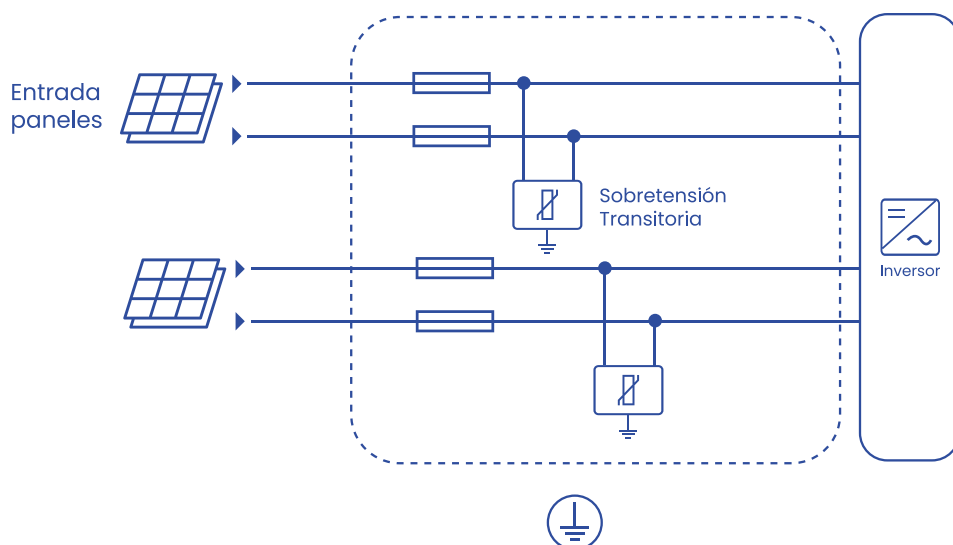 Entrada
paneles
Sobretensión
Transitoria
Inversor